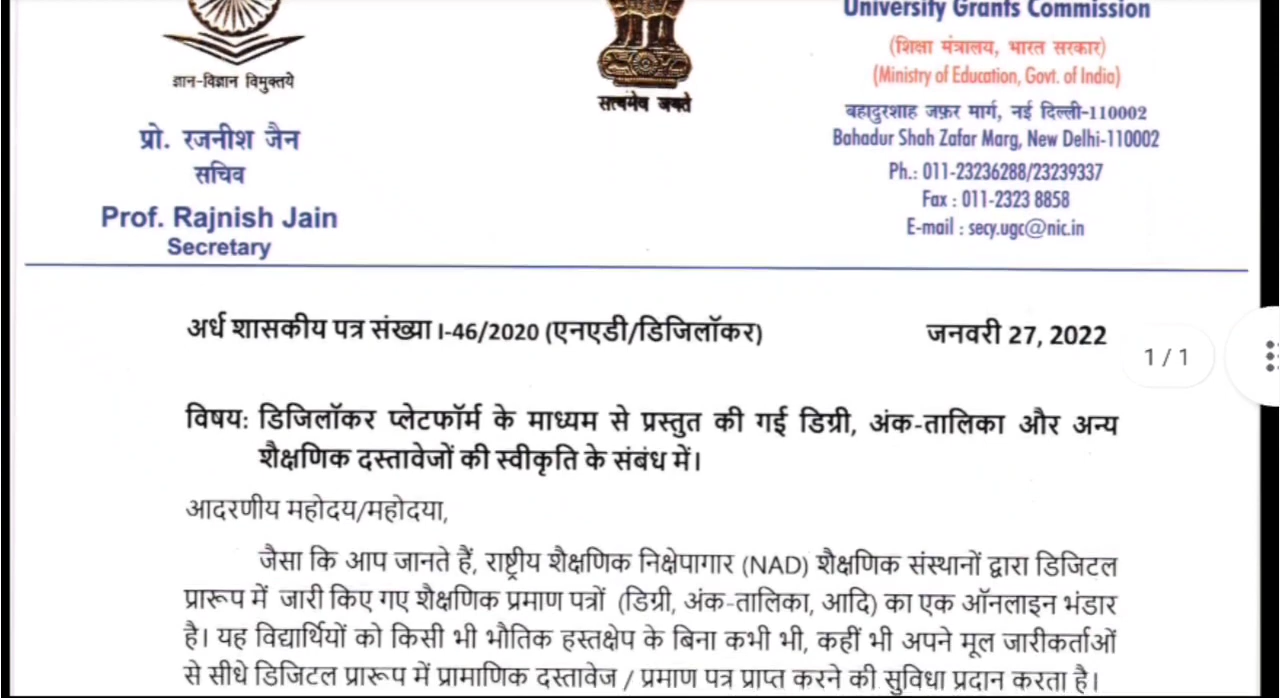 University Grants Commission
(शिक्षा मंत्रालय, भारत सरकार)
(Ministry of Education, Govt. of India)
ज्ञान-विज्ञान विमुक्तये
सत्यमेव जयते
बहादुरशाह ज़फ़र मार्ग, नई दिल्ली-110002
Bahadur Shah Zafar Marg, New Delhi-110002
प्रो. रजनीश जैन
सचिव
Ph.: 011-23236288/23239337
Fax : 011-2323 8858
Prof. Rajnish Jain
E-mail : secy.ugc@nic.in
Secretary
अर्ध शासकीय पत्र संख्या I-46/2020 (एनएडी/डिजिलॉकर) जनवरी 27, 2022
1 / 1
विषय: डिजिलॉकर प्लेटफॉर्म के माध्यम से प्रस्तुत की गई डिग्री, अंक-तालिका और अन्य
शैक्षणिक दस्तावेजों की स्वीकृति के संबंध में।
आदरणीय महोदय/महोदया,
जैसा कि आप जानते हैं, राष्ट्रीय शैक्षणिक निक्षेपागार (NAD) शैक्षणिक संस्थानों द्वारा डिजिटल
प्रारूप में जारी किए गए शैक्षणिक प्रमाण पत्रों (डिग्री, अंक-तालिका, आदि) का एक ऑनलाइन भंडार
है। यह विद्यार्थियों को किसी भी भौतिक हस्तक्षेप के बिना कभी भी, कहीं भी अपने मूल जारीकर्ताओं
से सीधे डिजिटल प्रारूप में प्रामाणिक दस्तावेज / प्रमाण पत्र प्राप्त करने की सुविधा प्रदान करता है।